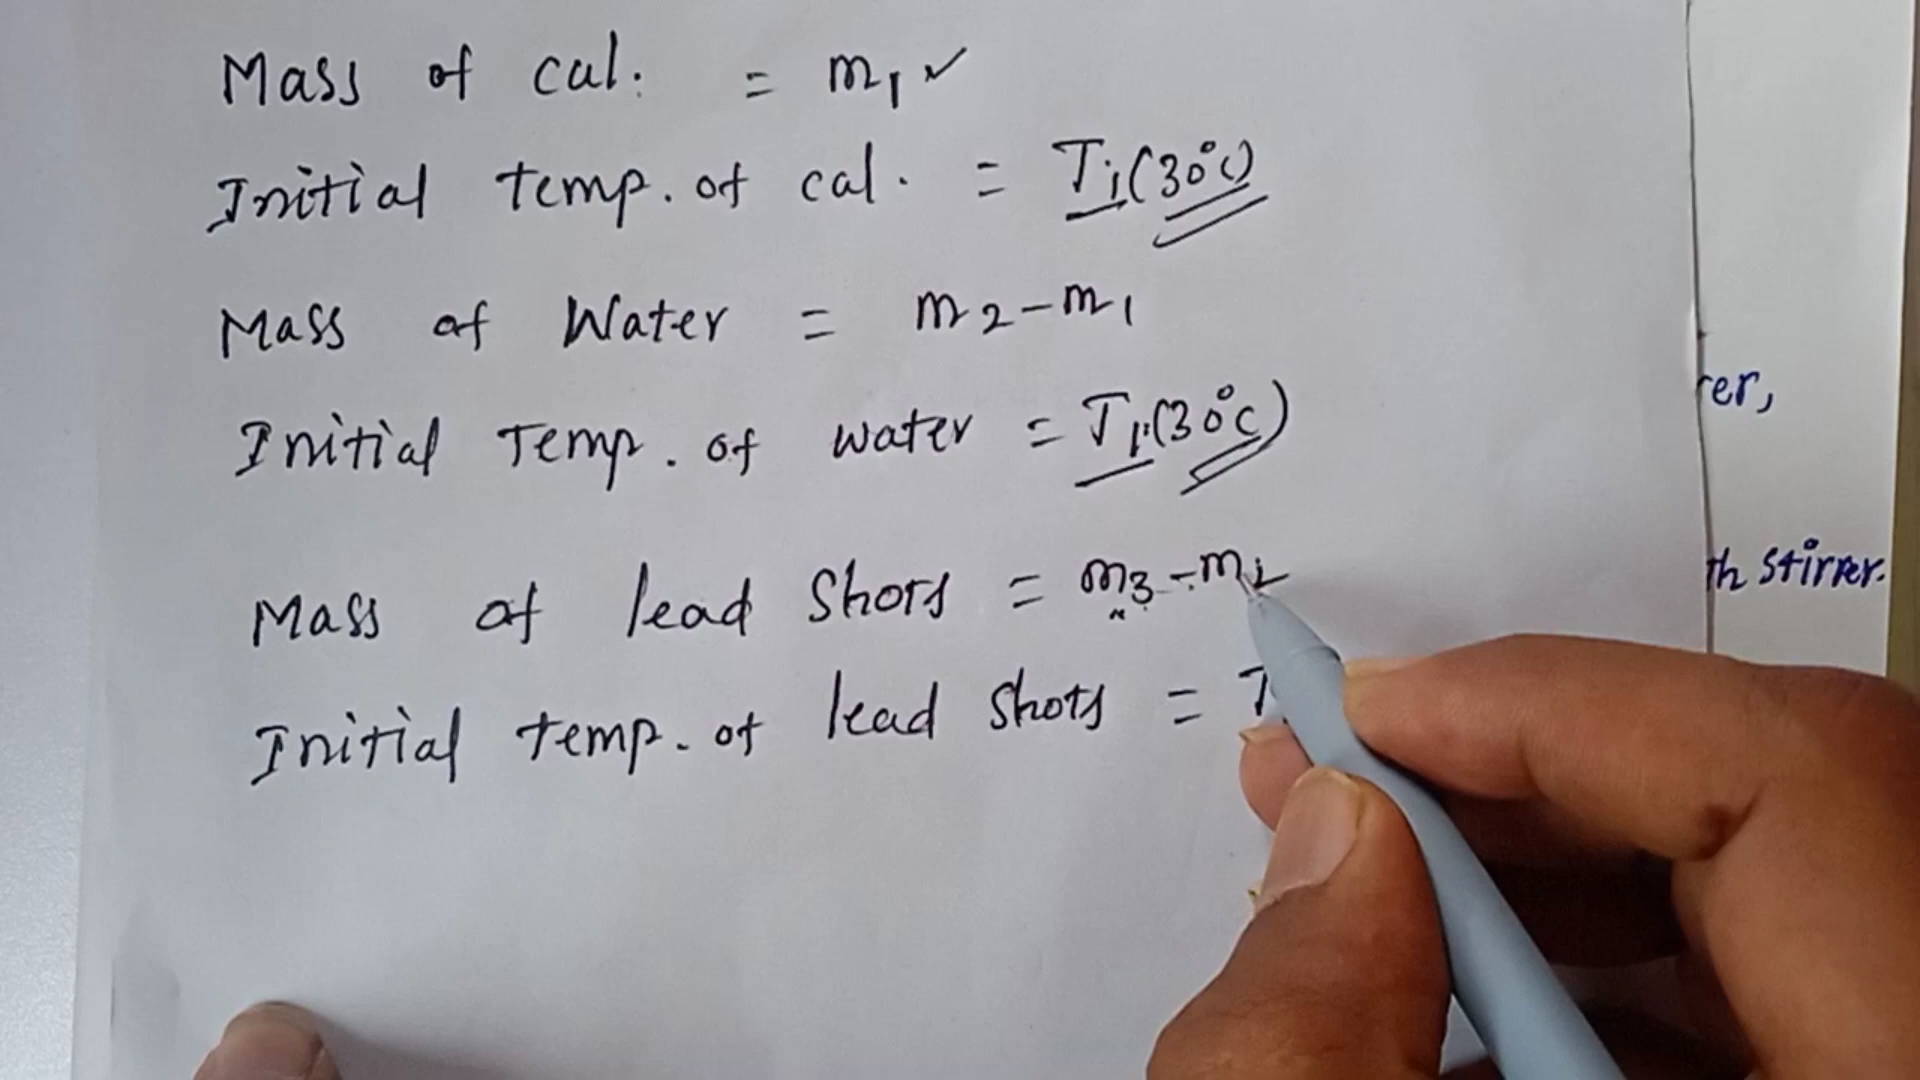 Mass of cal. = m₁ ✓
Initial temp. of cal. = T₁(30°C)
Mass of Water = m₂-m₁
Initial Temp. of water = T₁(30°C)
rer,
Mass of lead Shots = m₃-m₂
th stirrer.
Initial temp. of lead shots = T